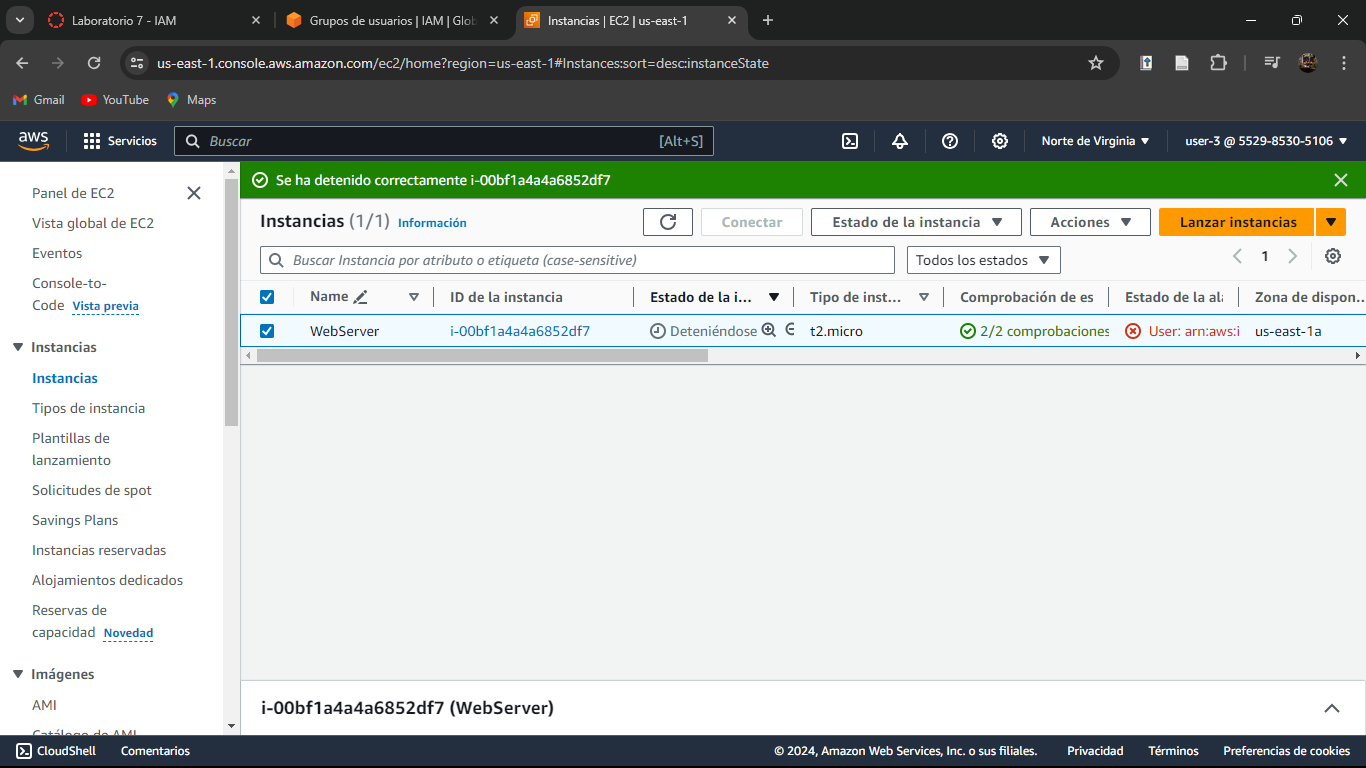 Laboratorio 7 - IAM
Grupos de usuarios | IAM | Glob
Instancias | EC2 | us-east-1
us-east-1.console.aws.amazon.com/ec2/home?region=us-east-1#Instances:sort=desc:instanceState
Gmail
YouTube
Maps
aws
Servicios
Buscar
[Alt+S]
Norte de Virginia
user-3 @ 5529-8530-5106
Panel de EC2
Vista global de EC2
Eventos
Console-to-
Code Vista previa
Instancias
Instancias
Tipos de instancia
Plantillas de
lanzamiento
Solicitudes de spot
Savings Plans
Instancias reservadas
Alojamientos dedicados
Reservas de
capacidad Novedad
Imágenes
AMI
Catálogo de AMI
Se ha detenido correctamente i-00bf1a4a4a6852df7
Instancias (1/1) Información
Conectar
Estado de la instancia
Acciones
Lanzar instancias
Buscar Instancia por atributo o etiqueta (case-sensitive)
Todos los estados
1
Name
ID de la instancia
Estado de la i...
Tipo de inst...
Comprobación de es
Estado de la ala
Zona de dispon...
WebServer
i-00bf1a4a4a6852df7
Deteniéndose
t2.micro
2/2 comprobaciones
User: arn:aws:i
us-east-1a
i-00bf1a4a4a6852df7 (WebServer)
CloudShell
Comentarios
© 2024, Amazon Web Services, Inc. o sus filiales.
Privacidad
Términos
Preferencias de cookies